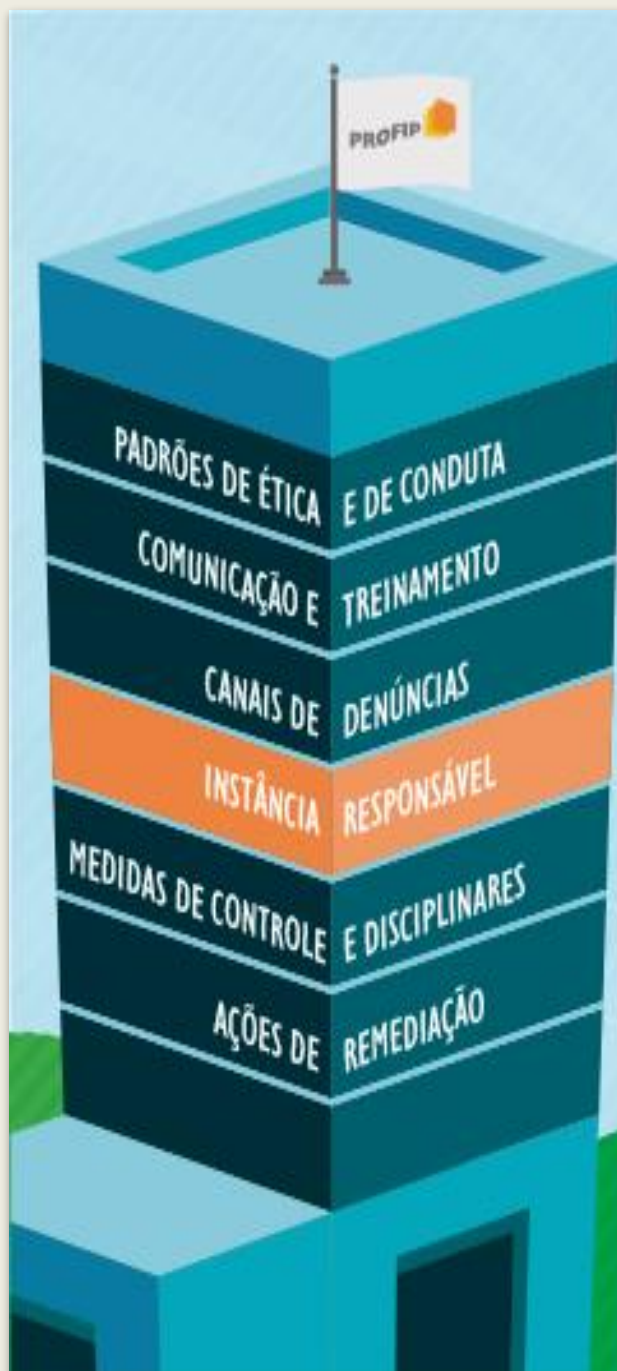 PROFIP
PADRÕES DE ÉTICA E DE CONDUTA
COMUNICAÇÃO E TREINAMENTO
CANAIS DE DENÚNCIAS
INSTÂNCIA RESPONSÁVEL
MEDIDAS DE CONTROLE E DISCIPLINARES
AÇÕES DE REMEDIAÇÃO